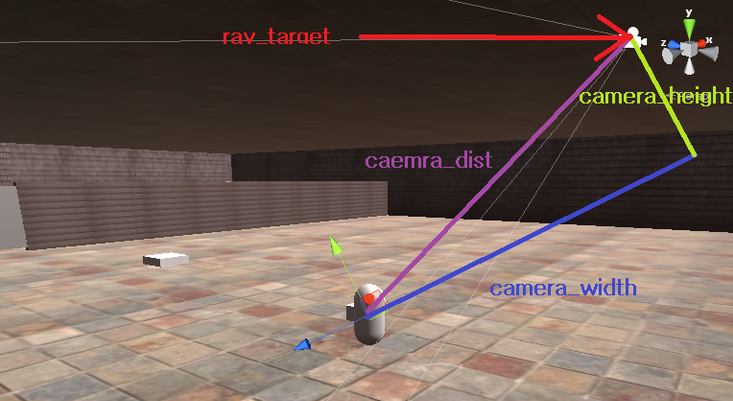 y
z
x
ray_target
camera_height
caemra_dist
camera_width